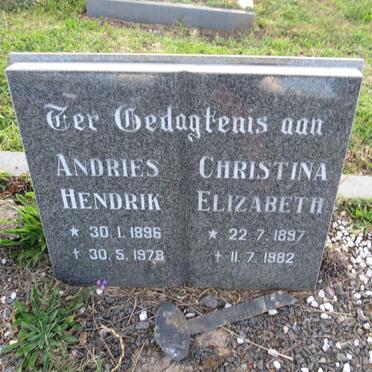 Ter Gedagtenis aan
ANDRIES
HENDRIK
* 30.1.1896
† 30.5.1978
CHRISTINA
ELIZABETH
* 22.7.1897
† 11.7.1982